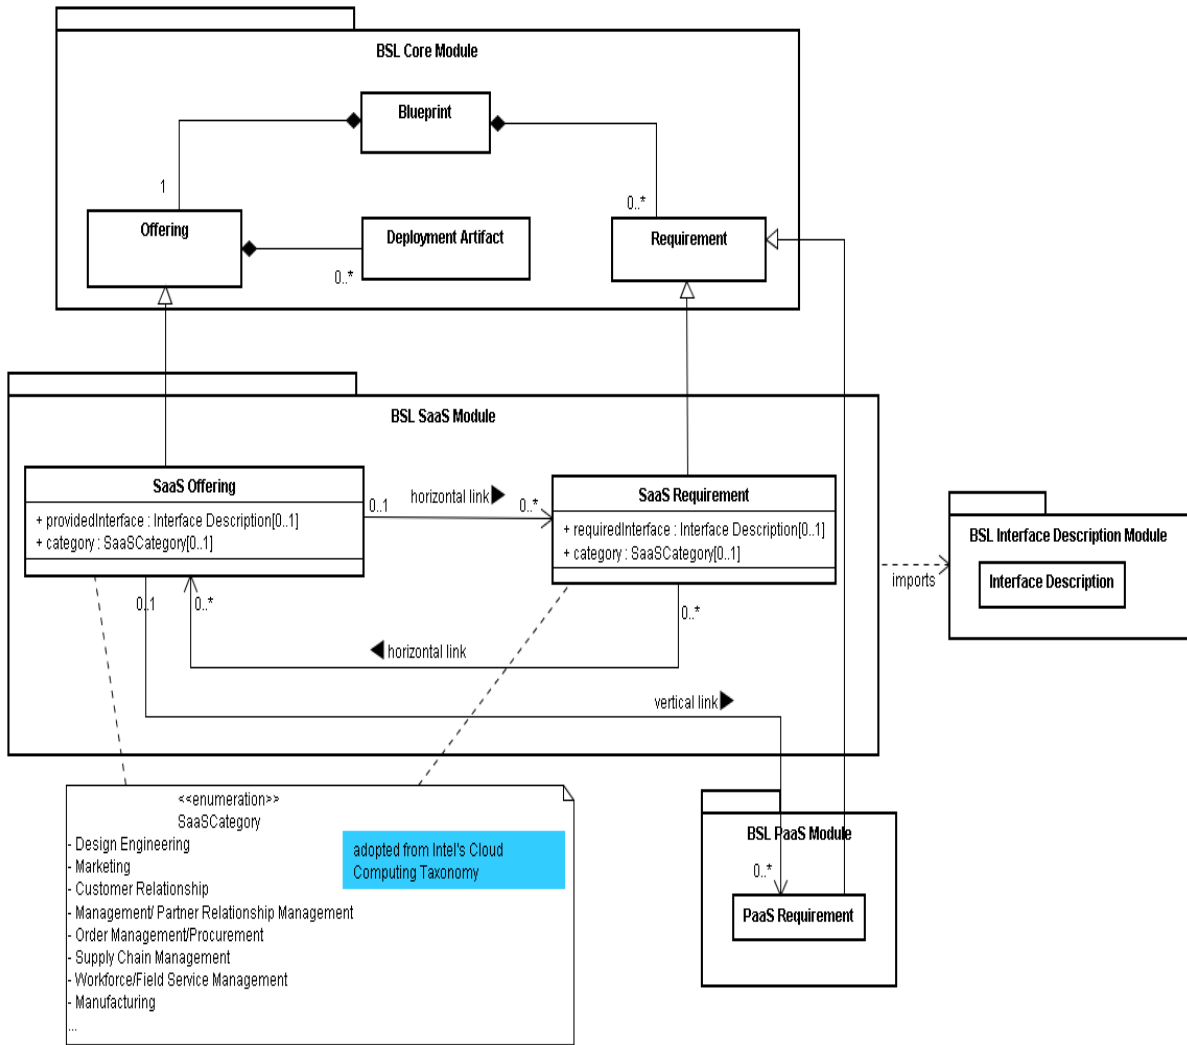 BSL Core Module
Blueprint
1
0..*
Offering
Deployment Artifact
Requirement
0..*
BSL SaaS Module
SaaS Offering
+ providedInterface : Interface Description[0..1]
+ category : SaaSCategory[0..1]
0..1
horizontal link
0..*
SaaS Requirement
+ requiredInterface : Interface Description[0..1]
+ category : SaaSCategory[0..1]
BSL Interface Description Module
Interface Description
imports
0..1
0..*
0..*
horizontal link
vertical link
<<enumeration>>
SaaSCategory
- Design Engineering
- Marketing
- Customer Relationship
- Management/ Partner Relationship Management
- Order Management/Procurement
- Supply Chain Management
- Workforce/Field Service Management
- Manufacturing
...
adopted from Intel's Cloud
Computing Taxonomy
BSL PaaS Module
0..*
PaaS Requirement